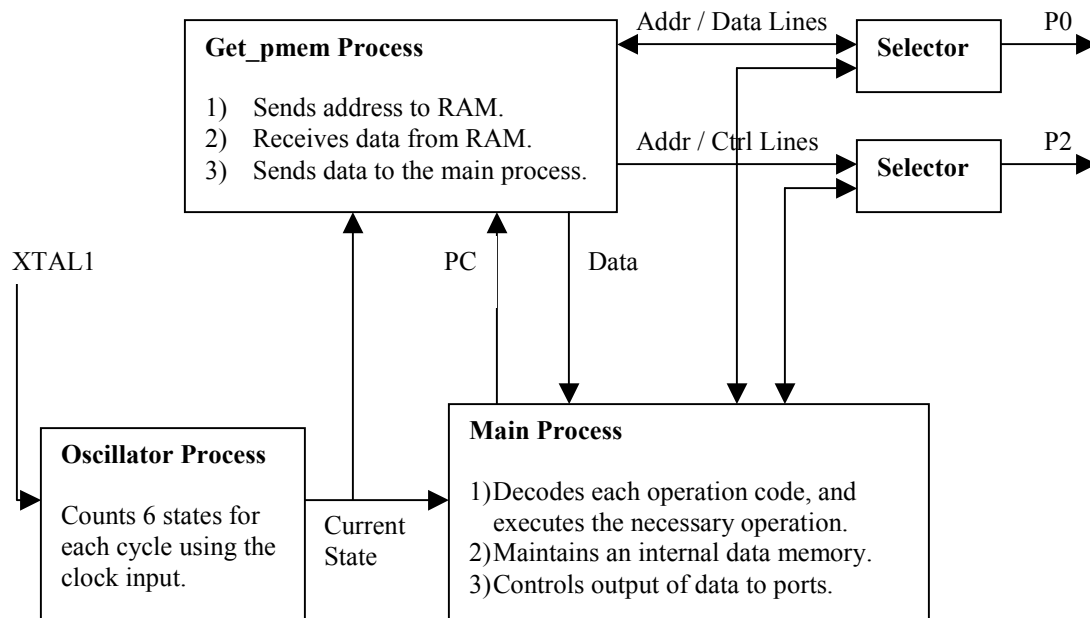 Get_pmem Process
1) Sends address to RAM.
2) Receives data from RAM.
3) Sends data to the main process.
Addr / Data Lines
Selector
P0
Addr / Ctrl Lines
Selector
P2
XTAL1
PC
Data
Oscillator Process
Counts 6 states for
each cycle using the
clock input.
Current
State
Main Process
1)Decodes each operation code, and
executes the necessary operation.
2)Maintains an internal data memory.
3)Controls output of data to ports.